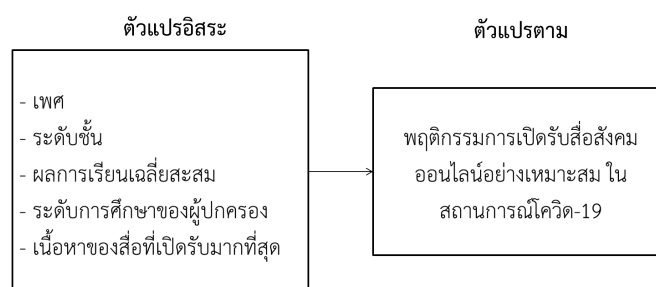 ตัวแปรอิสระ
- เพศ
- ระดับชั้น
- ผลการเรียนเฉลี่ยสะสม
- ระดับการศึกษาของผู้ปกครอง
- เนื้อหาของสื่อที่เปิดรับมากที่สุด
ตัวแปรตาม
พฤติกรรมการเปิดรับสื่อสังคม
ออนไลน์อย่างเหมาะสม ใน
สถานการณ์โควิด-19